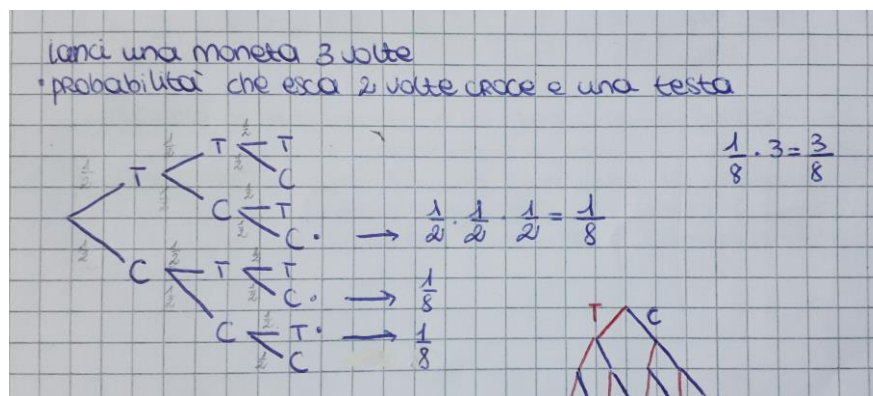 lanci una moneta 3 volte
• probabilità che esca 2 volte croce e una testa
1/8 · 3 = 3/8
T
T
T
C
C
T
C • → 1/2 · 1/2 · 1/2 = 1/8
C
T
T
C • → 1/8
C
T • → 1/8
C
T C